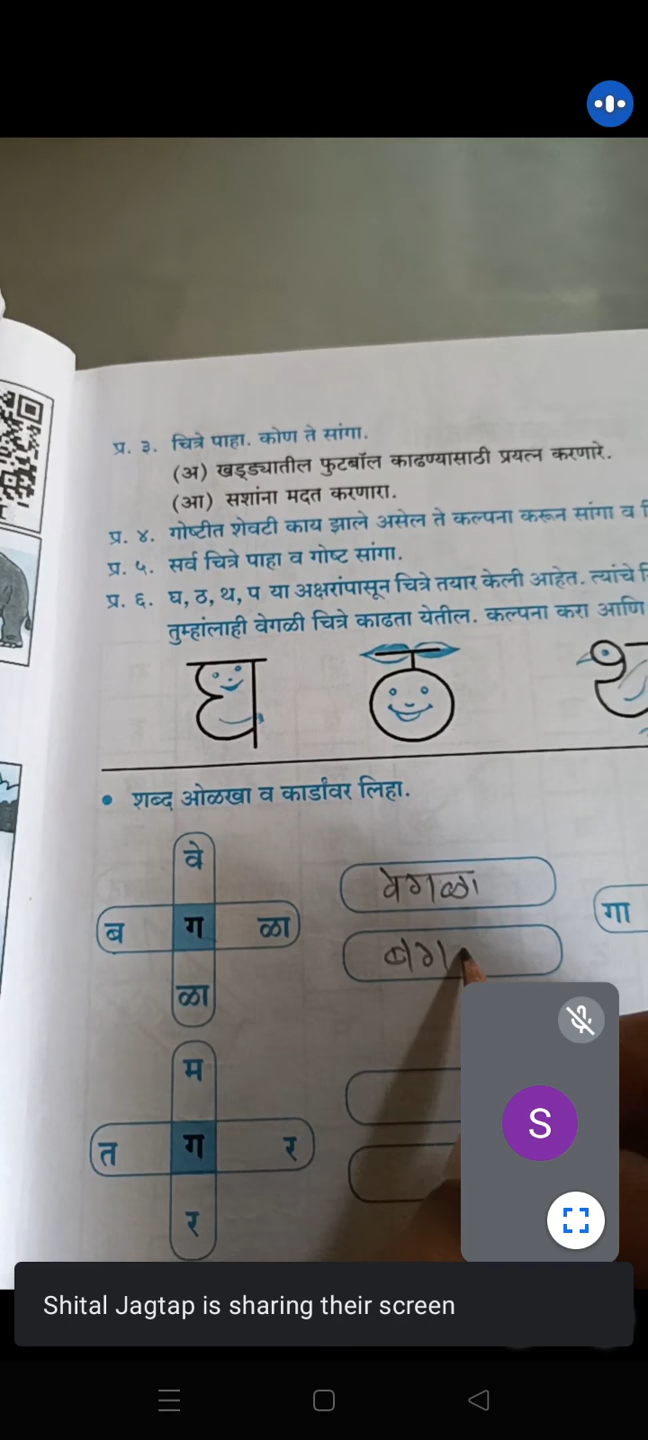 प्र. ३. चित्रे पाहा. कोण ते सांगा.
(अ) खड्ड्यातील फुटबॉल काढण्यासाठी प्रयत्न करणारे.
(आ) सशांना मदत करणारा.
प्र. ४. गोष्टीत शेवटी काय झाले असेल ते कल्पना करून सांगा व
प्र. ५. सर्व चित्रे पाहा व गोष्ट सांगा.
प्र. ६. घ, ठ, थ, प या अक्षरांपासून चित्रे तयार केली आहेत. त्यांचे
तुम्हांलाही वेगळी चित्रे काढता येतील. कल्पना करा आणि
घ ठ थ
• शब्द ओळखा व कार्डांवर लिहा.
वे
ब ग ळा
ळा
वेगळा
बग
गा
म
त ग र
र
S
Shital Jagtap is sharing their screen